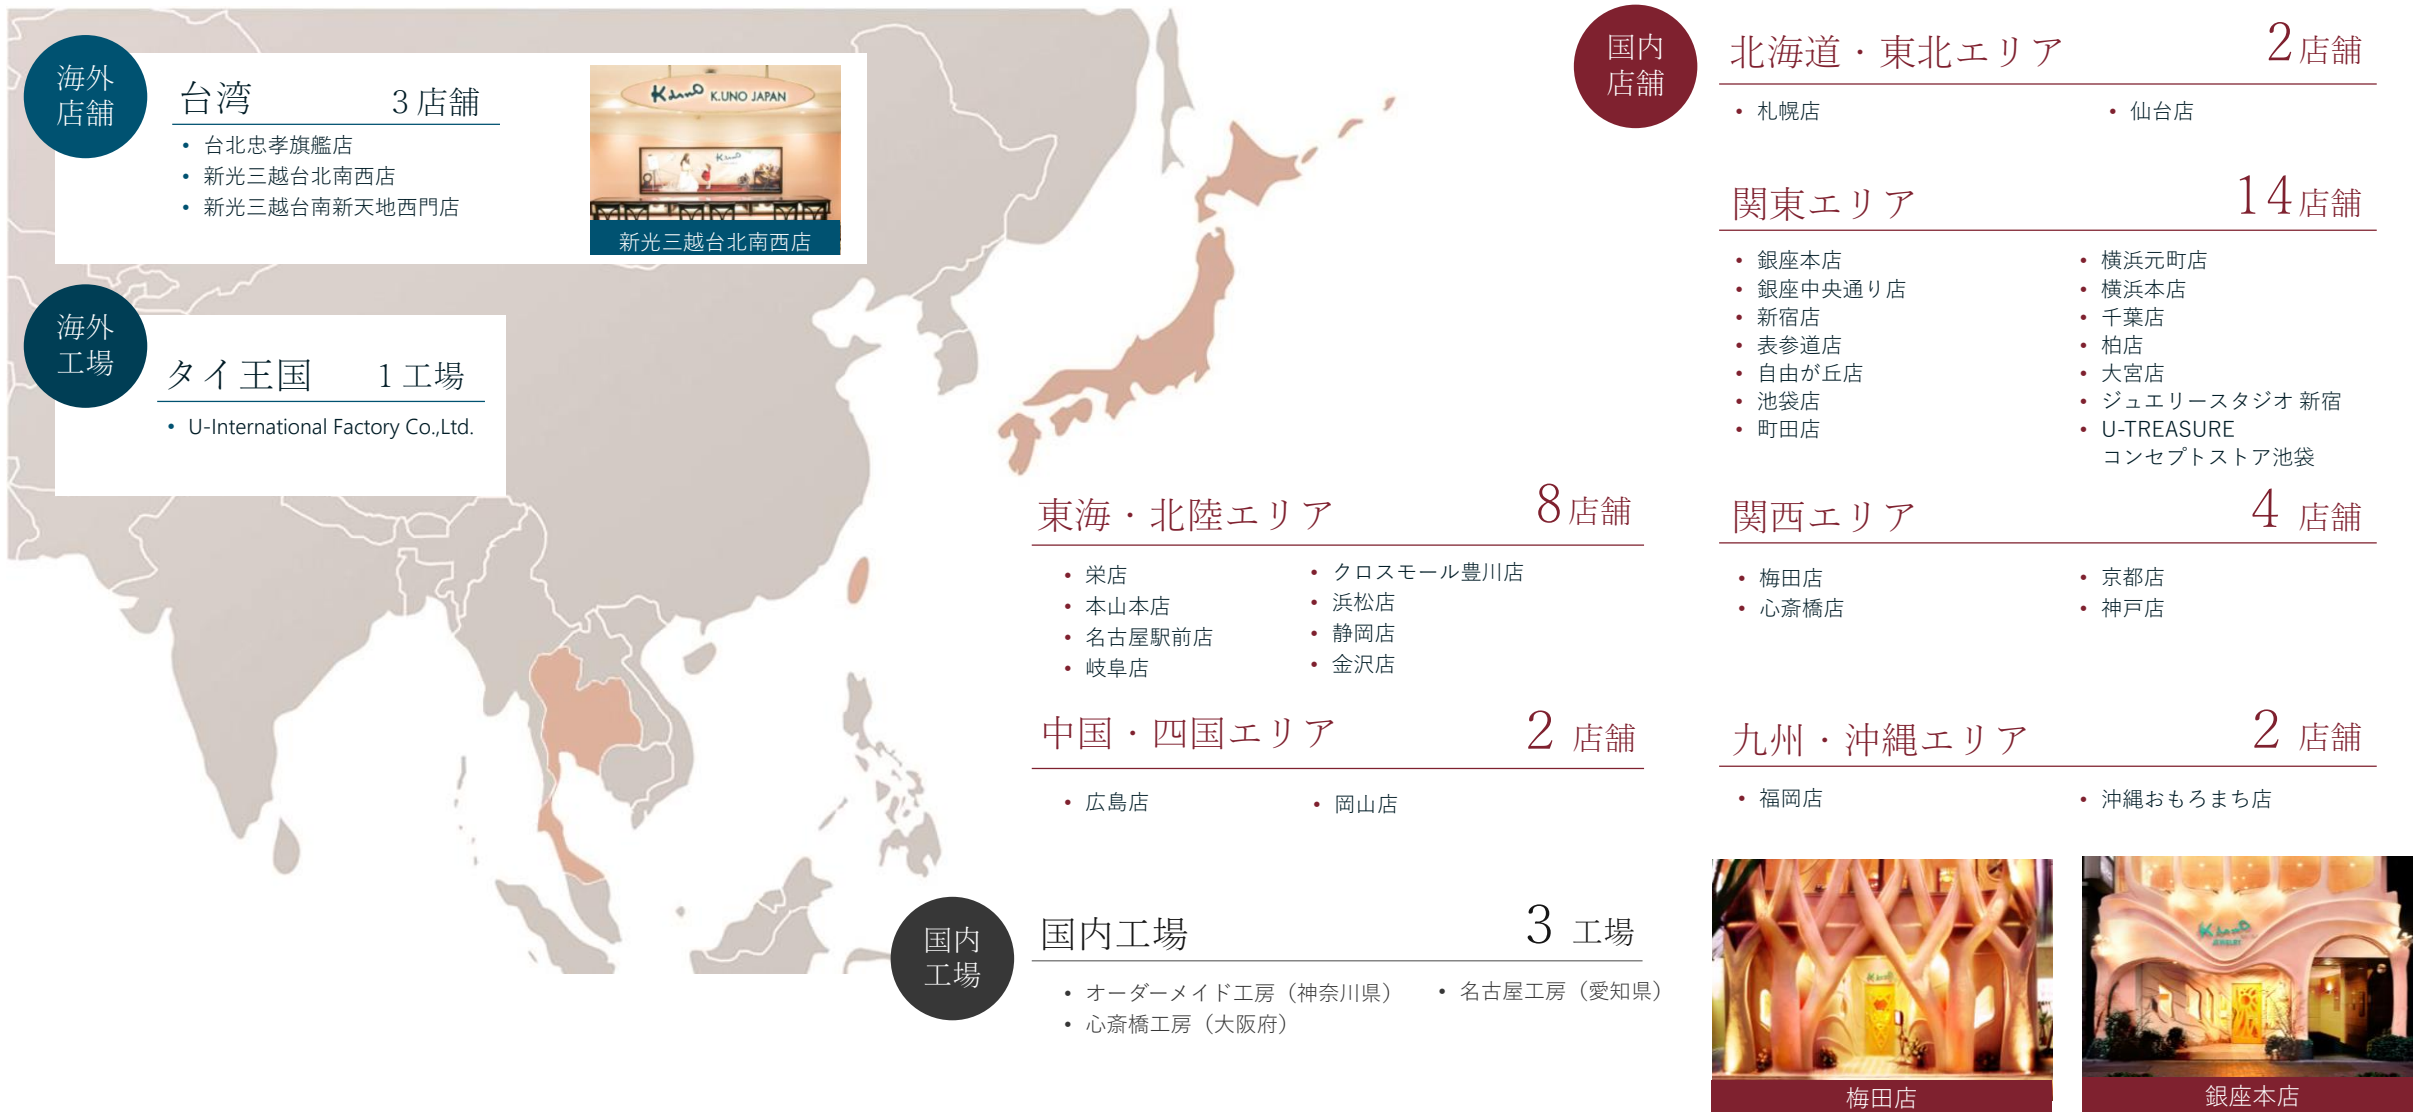 海外
店舗
台湾 3店舗
• 台北忠孝旗艦店
• 新光三越台北南西店
• 新光三越台南新天地西門店
K.uno K.UNO JAPAN
K.uno
新光三越台北南西店
海外
工場
タイ王国 1工場
• U-International Factory Co.,Ltd.
国内
店舗
北海道・東北エリア 2店舗
• 札幌店
• 仙台店
関東エリア 14店舗
• 銀座本店
• 銀座中央通り店
• 新宿店
• 表参道店
• 自由が丘店
• 池袋店
• 町田店
• 横浜元町店
• 横浜本店
• 千葉店
• 柏店
• 大宮店
• ジュエリースタジオ 新宿
• U-TREASURE
コンセプトストア池袋
東海・北陸エリア 8店舗
• 栄店
• 本山本店
• 名古屋駅前店
• 岐阜店
• クロスモール豊川店
• 浜松店
• 静岡店
• 金沢店
関西エリア 4 店舗
• 梅田店
• 心斎橋店
• 京都店
• 神戸店
中国・四国エリア 2 店舗
• 広島店
• 岡山店
九州・沖縄エリア 2 店舗
• 福岡店
• 沖縄おもろまち店
国内
工場
国内工場 3 工場
• オーダーメイド工房（神奈川県）
• 心斎橋工房（大阪府）
• 名古屋工房（愛知県）
K.uno
梅田店
K.uno
銀座本店